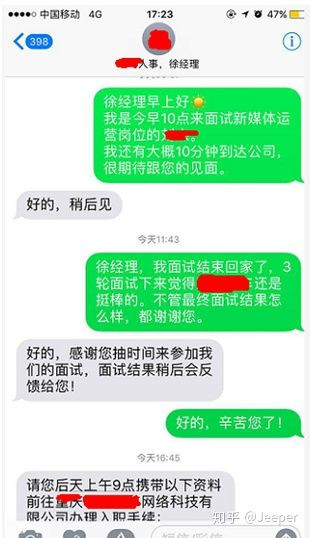 中国移动 4G 17:23 47%
398
人事，徐经理
徐经理早上好
我是今早10点来面试新媒体运
营岗位的刘
我还有大概10分钟到达公司，
很期待跟您的见面。
好的，稍后见
今天11:43
徐经理，我面试结束回家了，3
轮面试下来觉得 还是
挺棒的。不管最终面试结果怎
么样，都谢谢您。
好的，感谢您抽时间来参加我
们的面试，面试结果稍后会反
馈给您！
好的，辛苦您了！
今天16:45
请您后天上午9点携带以下资料
前往重庆 网络科技有
限公司办理入职手续：
短信/彩信
知乎 @Jeeper